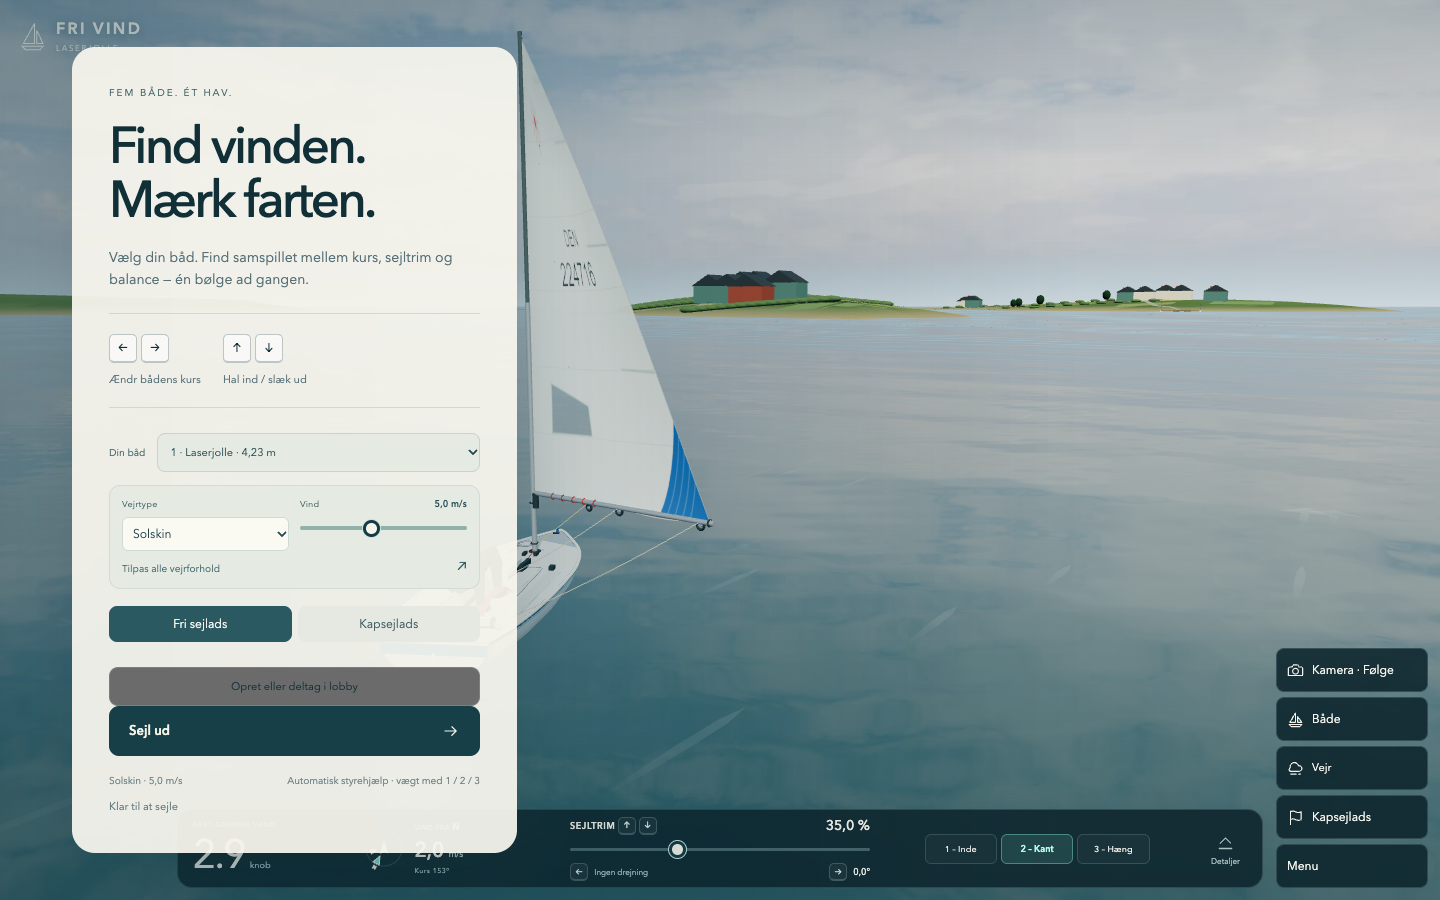 FRI VIND
LASERJOLLE
FEM BÅDE. ÉT HAV.
Find vinden.
Mærk farten.
Vælg din båd. Find samspillet mellem kurs, sejltrim og
balance – én bølge ad gangen.
← → ↑ ↓
Ændr bådens kurs Hal ind / slæk ud
Din båd 1 · Laserjolle · 4,23 m
Vejrtype Vind 5,0 m/s
Solskin
Tilpas alle vejrforhold ↗
Fri sejlads Kapsejlads
Opret eller deltag i lobby
Sejl ud →
Solskin · 5,0 m/s Automatisk styrehjælp · vægt med 1 / 2 / 3
Klar til at sejle
DEN
224716
2.9 knob
2,0 m/s
Kurs 153°
SEJLTRIM ↑ ↓ 35,0 %
← Ingen drejning → 0,0°
1 – Inde 2 – Kant 3 – Hæng
Detaljer
Kamera · Følge
Både
Vejr
Kapsejlads
Menu